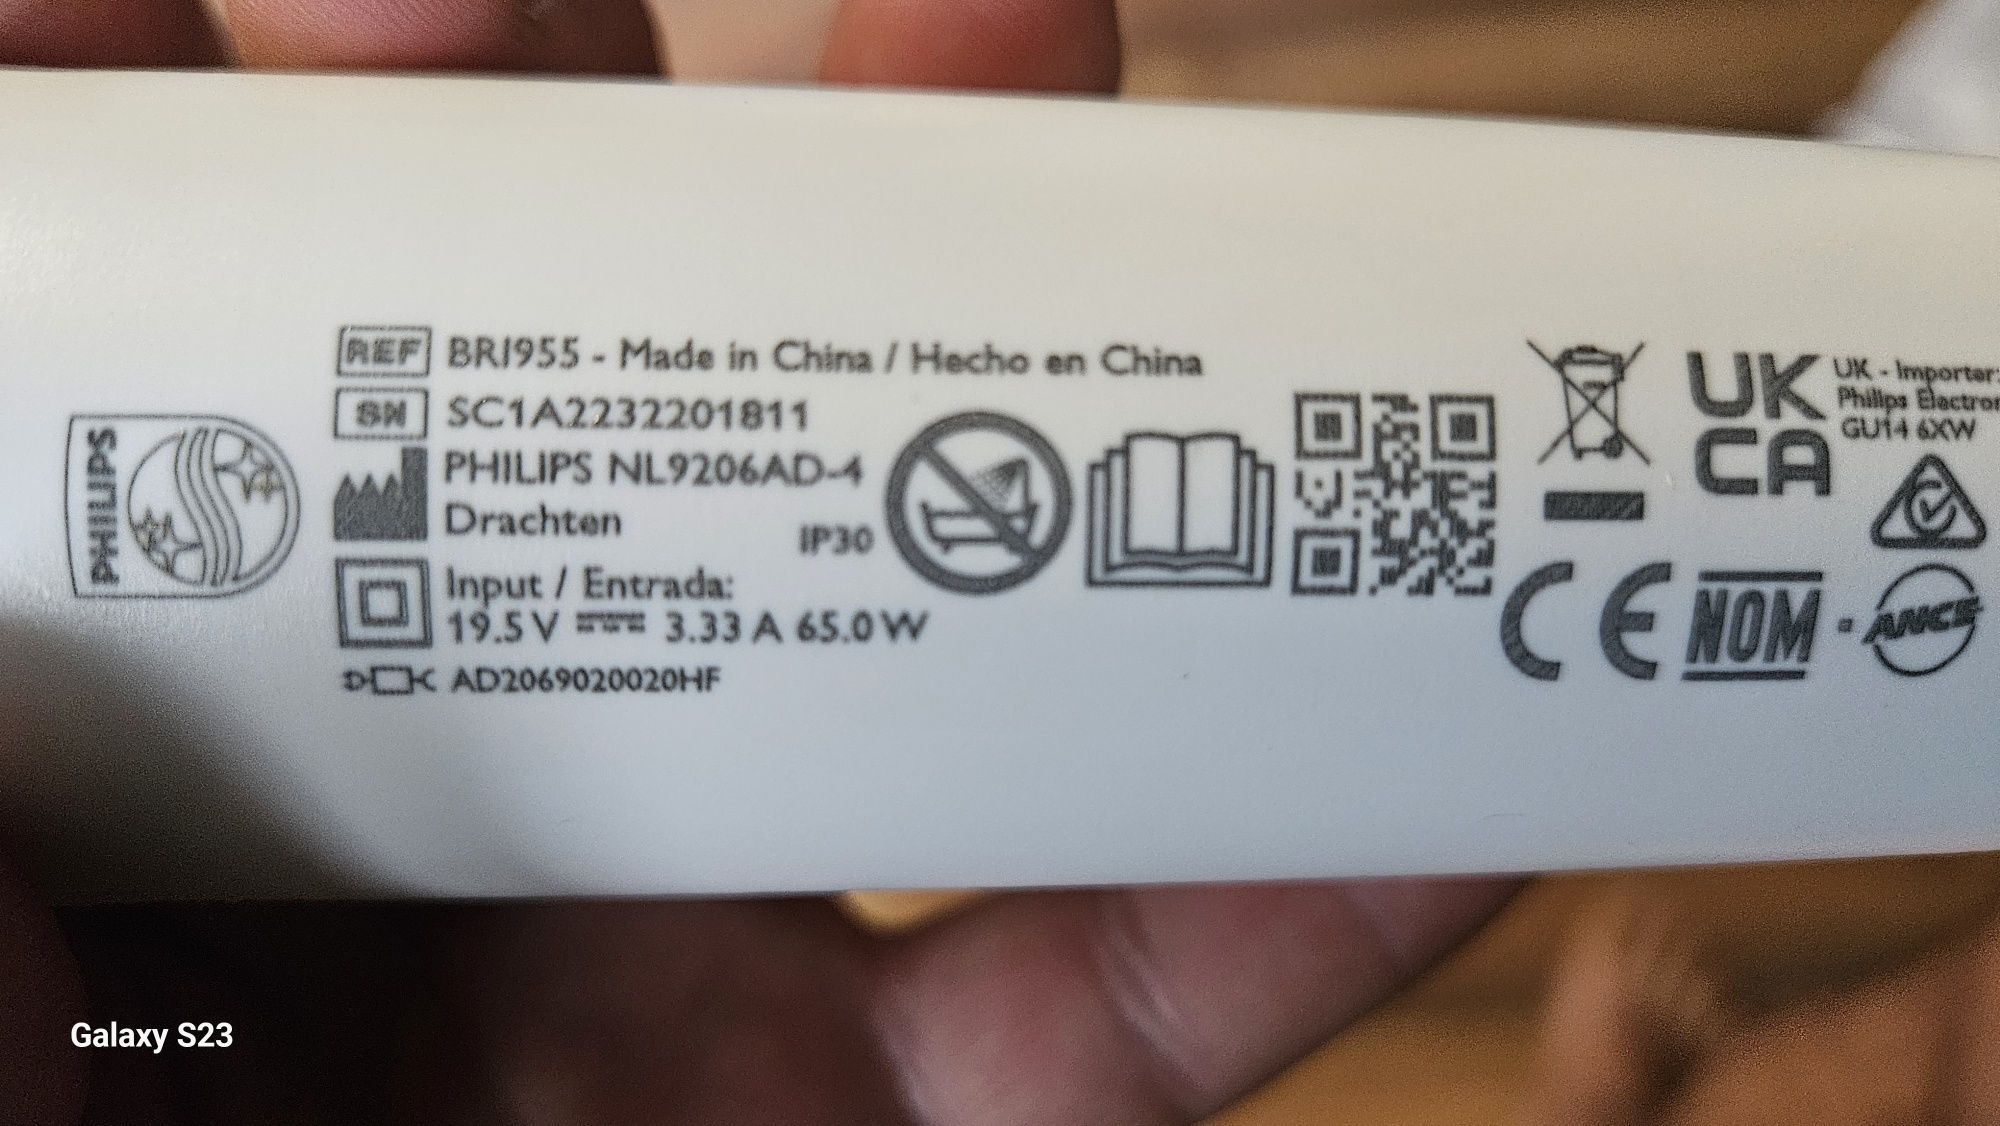 PHILIPS
REF BRI955 - Made in China / Hecho en China
SN SC1A2232201811
PHILIPS NL9206AD-4
Drachten
IP30
Input / Entrada:
19.5 V 3.33 A 65.0 W
AD2069020020HF
UK
CA
UK - Importer:
Philips Electron
GU14 6XW
CE
NOM
ANCE
Galaxy S23